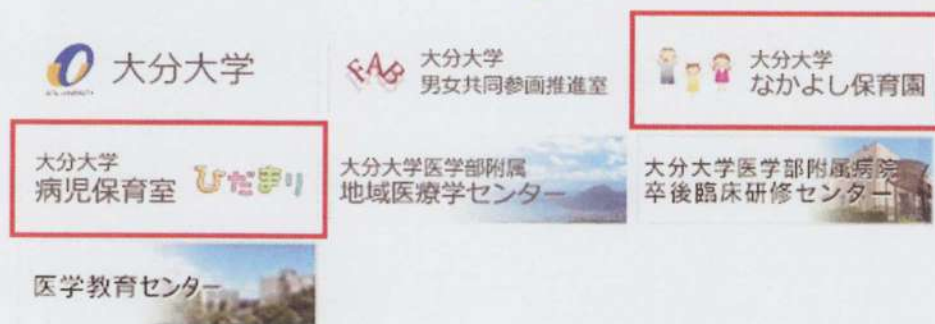 大分大学
FAB
大分大学
男女共同参画推進室
大分大学
なかよし保育園
大分大学
病児保育室 ひだまり
大分大学医学部附属
地域医療学センター
大分大学医学部附属病院
卒後臨床研修センター
医学教育センター